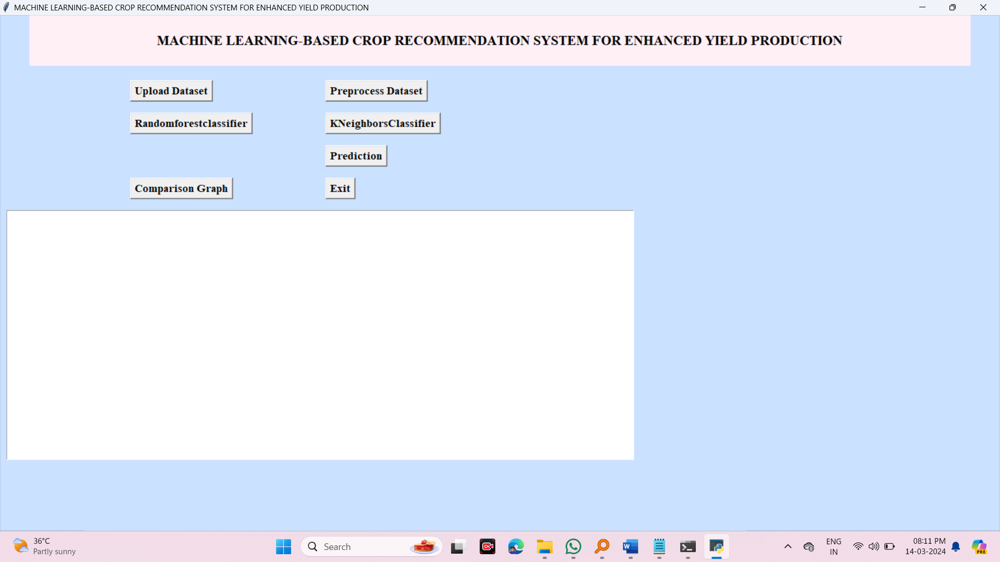 MACHINE LEARNING-BASED CROP RECOMMENDATION SYSTEM FOR ENHANCED YIELD PRODUCTION
MACHINE LEARNING-BASED CROP RECOMMENDATION SYSTEM FOR ENHANCED YIELD PRODUCTION
Upload Dataset
Preprocess Dataset
Randomforestclassifier
KNeighborsClassifier
Prediction
Comparison Graph
Exit
36°C
Partly sunny
Search
W
ENG
IN
08:11 PM
14-03-2024
PRE